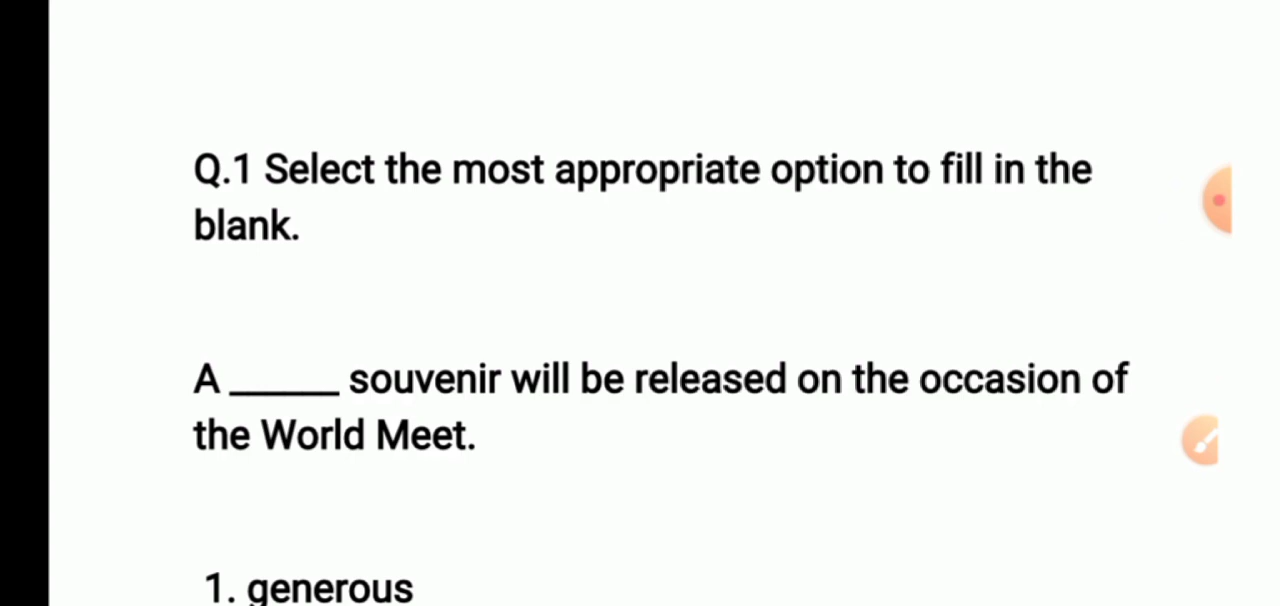 Q.1 Select the most appropriate option to fill in the
blank.
A ______ souvenir will be released on the occasion of
the World Meet.
1. generous